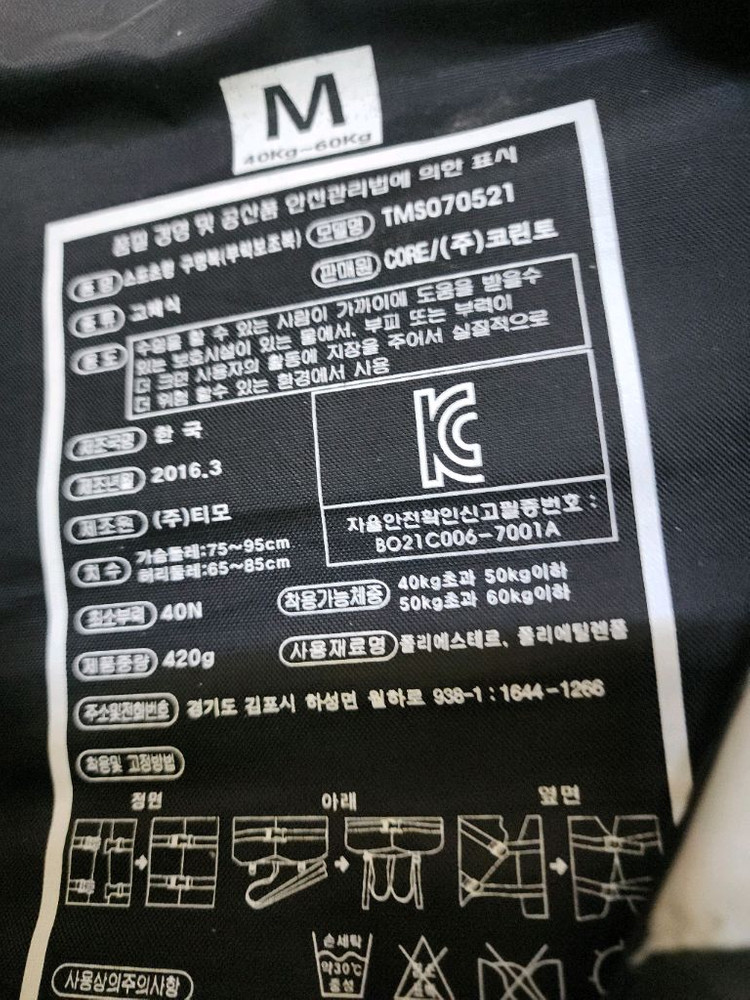 M
40Kg~60Kg
품질 경영 및 공산품 안전관리법에 의한 표시
품명 스포츠형 구명복(부력보조복) 모델명 TMS070521
종류 고체식 판매원 CORE/(주)코린토
용도 수영을 할 수 있는 사람이 가까이에 도움을 받을수
있는 보호시설이 있는 물에서, 부피 또는 부력이
더 크면 사용자의 활동에 지장을 주어서 실질적으로
더 위험 할수 있는 환경에서 사용
제조국명 한 국
제조년월 2016.3
제조원 (주)티모
자율안전확인신고필증번호 :
BO21C006-7001A
치 수 가슴둘레:75~95cm
허리둘레:65~85cm
최소부력 40N
착용가능체중 40kg초과 50kg이하
50kg초과 60kg이하
제품중량 420g 사용재료명 폴리에스테르, 폴리에틸렌폼
주소및전화번호 경기도 김포시 하성면 월하로 938-1 : 1644-1266
착용및 고정방법
정면 아래 옆면
사용상의주의사항
손세탁
약30℃
중성